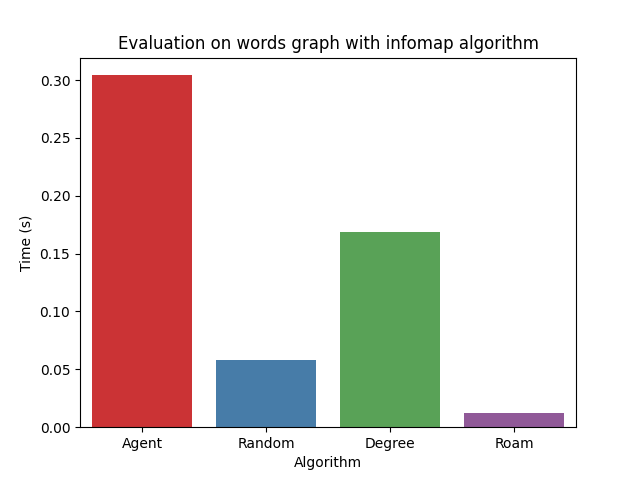 Evaluation on words graph with infomap algorithm
0.30
0.25
0.20
0.15
0.10
0.05
0.00
Time (s)
Agent Random Degree Roam
Algorithm